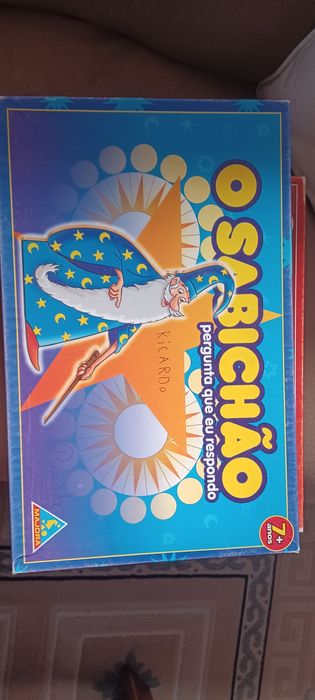 O SABICHÃO
pergunta que eu respondo
RICARDO
7+
anos
MAJORA